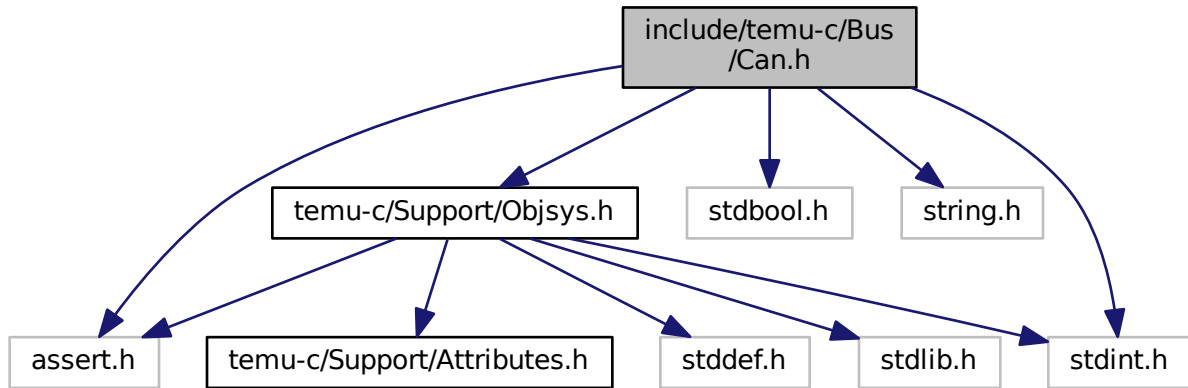 include/temu-c/Bus
/Can.h
temu-c/Support/Objsys.h
stdbool.h
string.h
assert.h
temu-c/Support/Attributes.h
stddef.h
stdlib.h
stdint.h